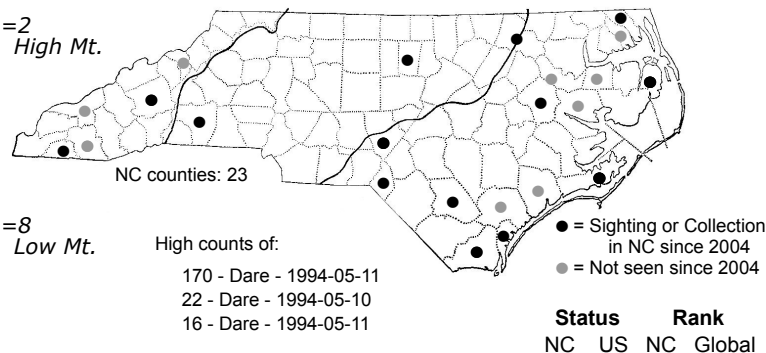 =2
High Mt.
NC counties: 23
=8
Low Mt.
High counts of:
170 - Dare - 1994-05-11
22 - Dare - 1994-05-10
16 - Dare - 1994-05-11
● = Sighting or Collection
in NC since 2004
● = Not seen since 2004
Status Rank
NC US NC Global